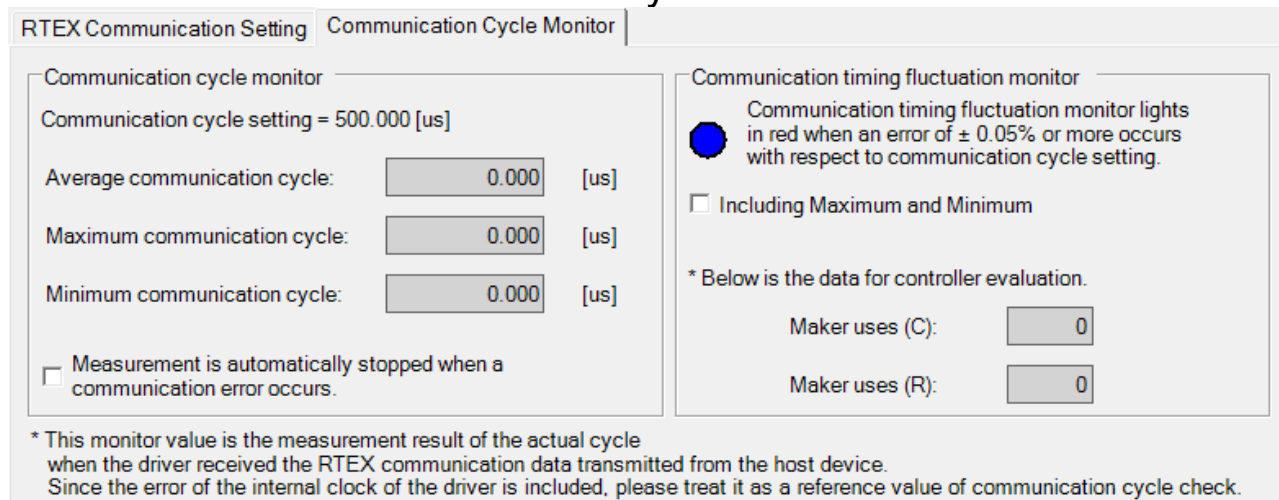 RTEX Communication Setting Communication Cycle Monitor
Communication cycle monitor
Communication cycle setting = 500.000 [us]
Average communication cycle: 0.000 [us]
Maximum communication cycle: 0.000 [us]
Minimum communication cycle: 0.000 [us]
Measurement is automatically stopped when a
communication error occurs.
Communication timing fluctuation monitor
Communication timing fluctuation monitor lights
in red when an error of ± 0.05% or more occurs
with respect to communication cycle setting.
Including Maximum and Minimum
* Below is the data for controller evaluation.
Maker uses (C): 0
Maker uses (R): 0
* This monitor value is the measurement result of the actual cycle
when the driver received the RTEX communication data transmitted from the host device.
Since the error of the internal clock of the driver is included, please treat it as a reference value of communication cycle check.